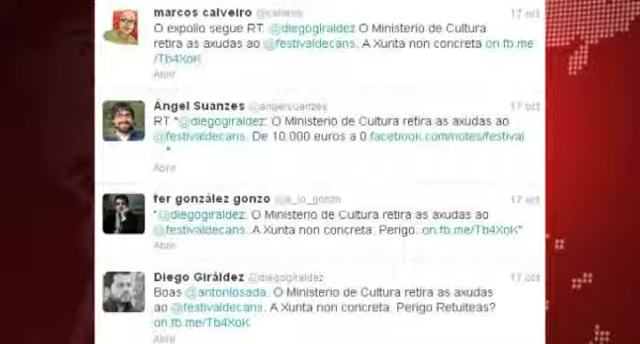 marcos calveiro @calveiro 17 oct
O expolio segue RT: @diegogiraldez O Ministerio de Cultura
retira as axudas ao @festivaldecans. A Xunta non concreta on.fb.me
/Tb4XoK
Abrir
Ángel Suanzes @angelsuanzes 17 oct
RT "@diegogiraldez: O Ministerio de Cultura retira as axudas ao
@festivaldecans. De 10.000 euros a 0 facebook.com/notes/festival
"
Abrir
fer gonzález gonzo @a_lo_gonzo 17 oct
"@diegogiraldez: O Ministerio de Cultura retira as axudas ao
@festivaldecans. A Xunta non concreta. Perigo. on.fb.me/Tb4XoK"
Abrir
Diego Giráldez @diegogiraldez 17 oct
Boas @antonlosada. O Ministerio de Cultura retira as axudas
ao @festivaldecans. A Xunta non concreta. Perigo Retuiteas?
on.fb.me/Tb4XoK
Abrir